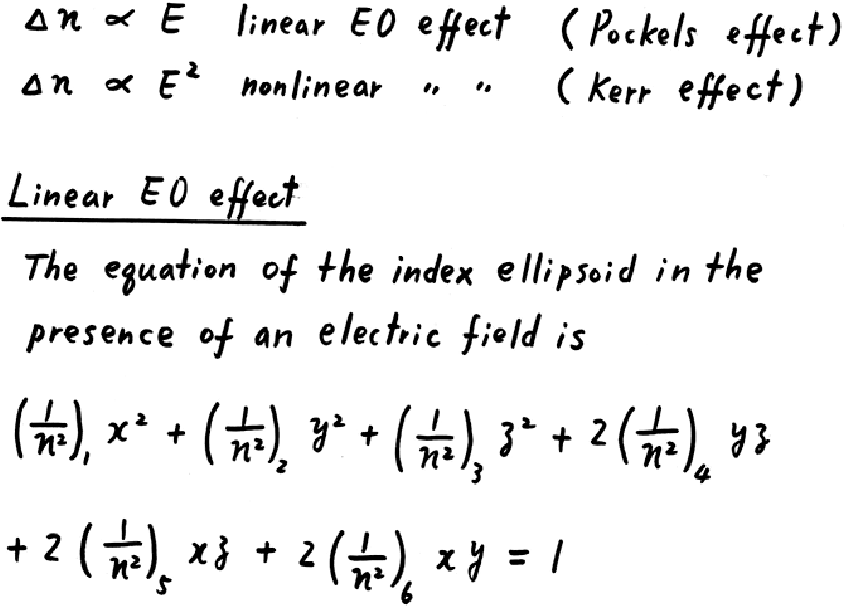 Δn ∝ E linear EO effect (Pockels effect)
Δn ∝ E² nonlinear " " (Kerr effect)
Linear EO effect
The equation of the index ellipsoid in the
presence of an electric field is
(1/n²)₁ x² + (1/n²)₂ y² + (1/n²)₃ z² + 2(1/n²)₄ yz
+ 2(1/n²)₅ xz + 2(1/n²)₆ xy = 1